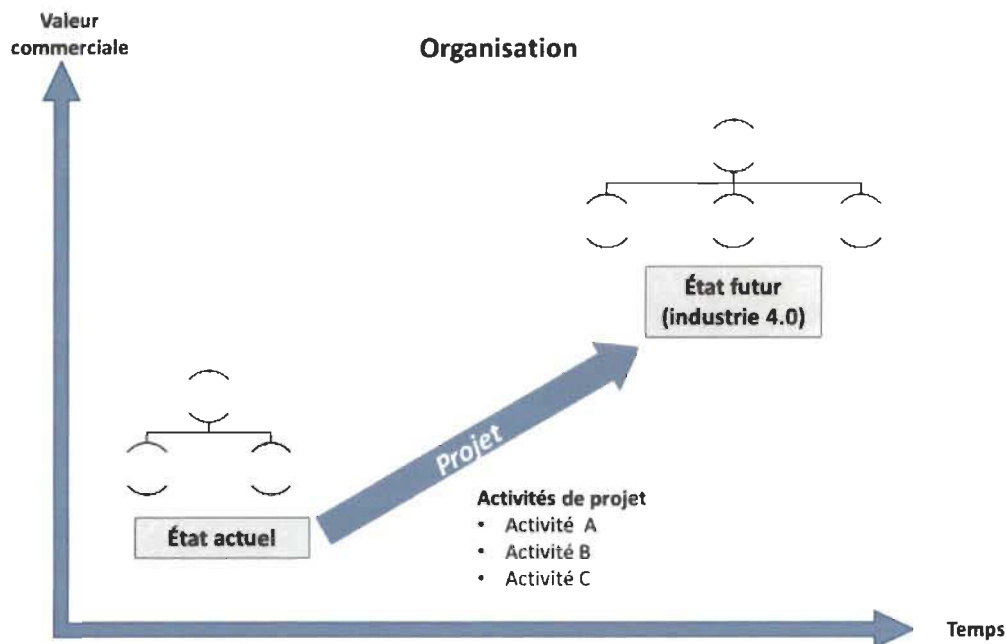 Valeur
commerciale
Organisation
État futur
(industrie 4.0)
Projet
État actuel
Activités de projet
• Activité A
• Activité B
• Activité C
Temps